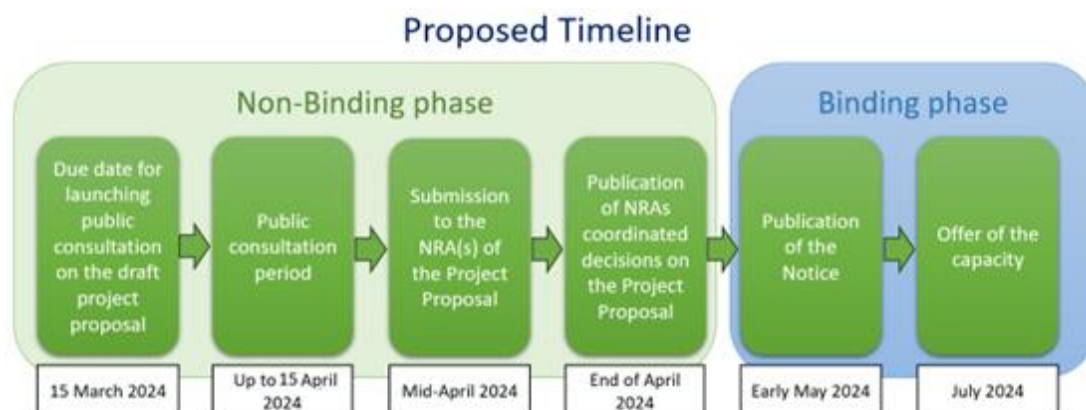 Proposed Timeline
Non-Binding phase
Binding phase
Due date for
launching
public
consultation
on the draft
project
proposal
Public
consultation
period
Submission
to the
NRA(s) of
the Project
Proposal
Publication
of NRAs
coordinated
decisions on
the Project
Proposal
Publication
of the
Notice
Offer of the
capacity
15 March 2024
Up to 15 April
2024
Mid-April 2024
End of April
2024
Early May 2024
July 2024